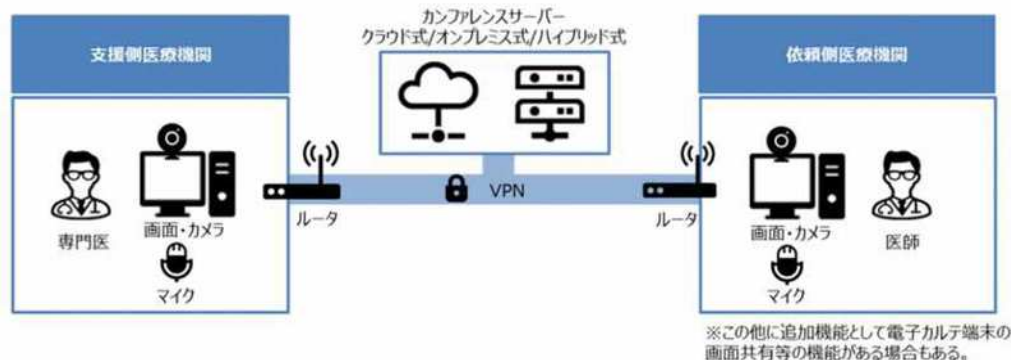 カンファレンスサーバー
クラウド式/オンプレミス式/ハイブリッド式
支援側医療機関
依頼側医療機関
専門医
画面・カメラ
マイク
ルータ
VPN
ルータ
画面・カメラ
マイク
医師
※この他に追加機能として電子カルテ端末の
画面共有等の機能がある場合もある。